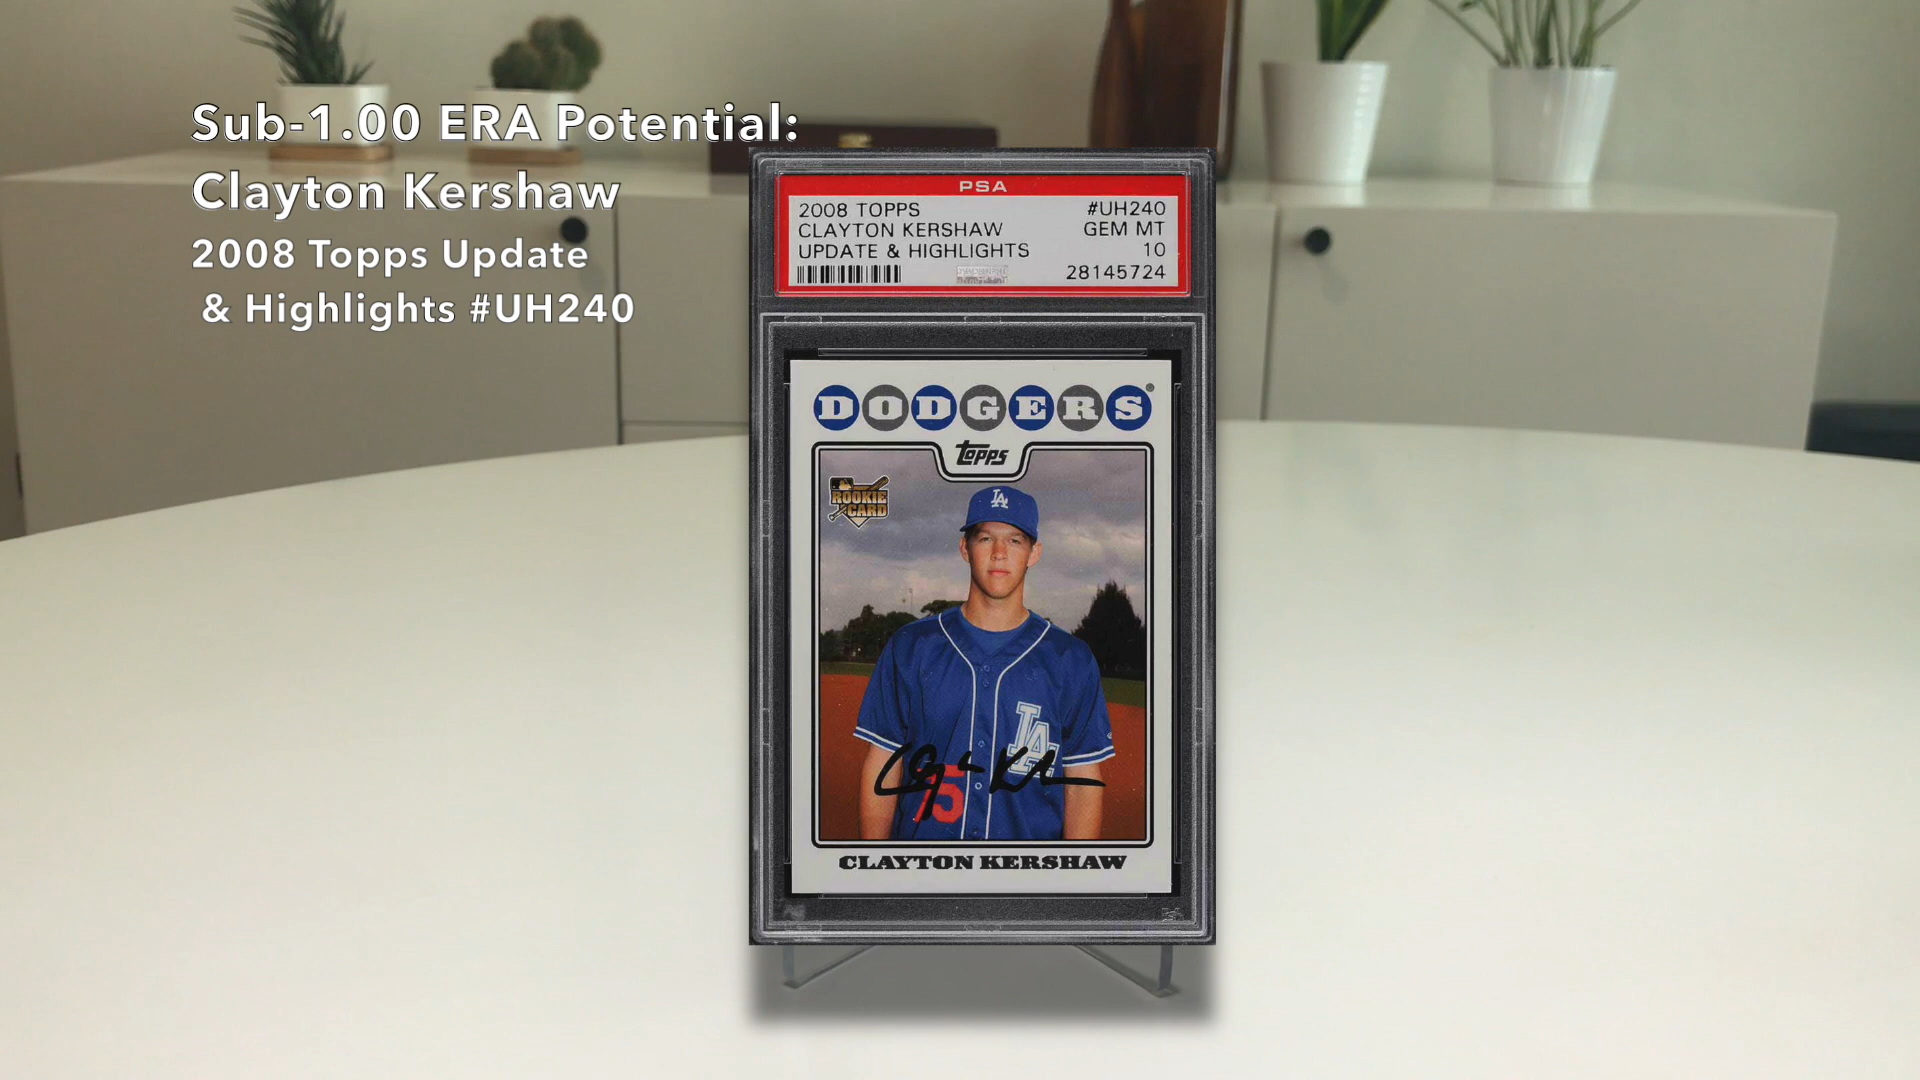 Sub-1.00 ERA Potential:
Clayton Kershaw
2008 Topps Update
& Highlights #UH240
PSA
2008 TOPPS #UH240
CLAYTON KERSHAW GEM MT
UPDATE & HIGHLIGHTS 10
28145724
DODGERS
topps
ROOKIE
CARD
LA
LA
CLAYTON KERSHAW